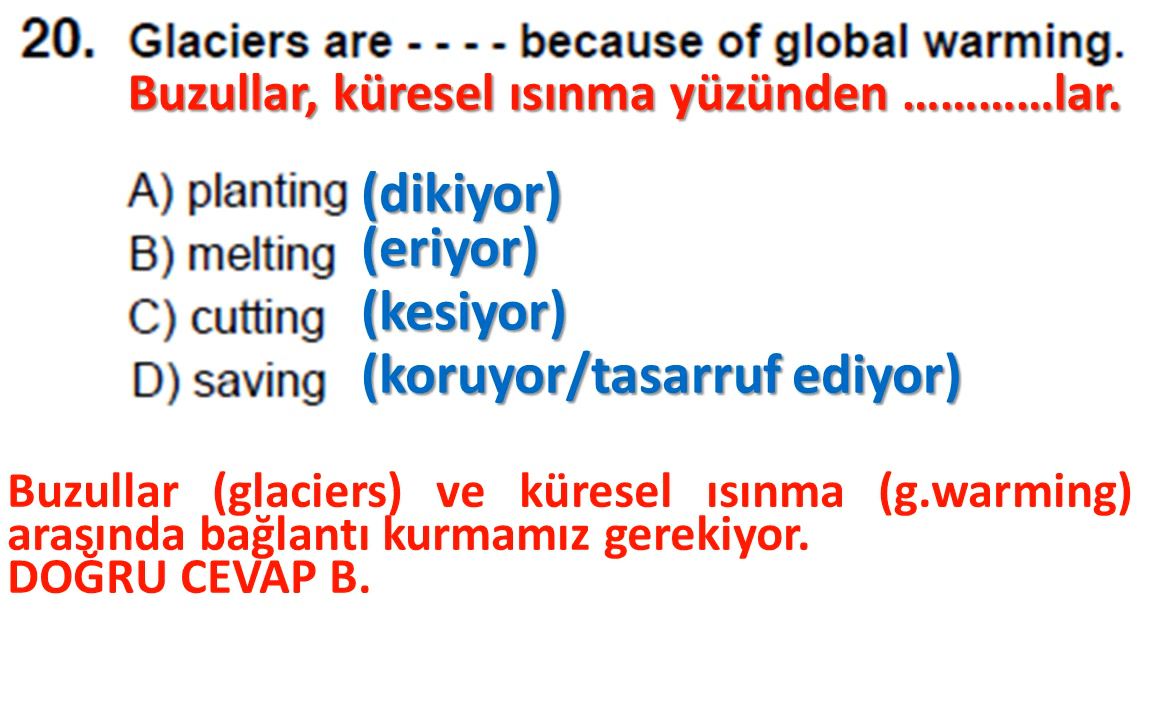 20. Glaciers are - - - - because of global warming.
Buzullar, küresel ısınma yüzünden …………lar.
A) planting (dikiyor)
B) melting (eriyor)
C) cutting (kesiyor)
D) saving (koruyor/tasarruf ediyor)
Buzullar (glaciers) ve küresel ısınma (g.warming)
arasında bağlantı kurmamız gerekiyor.
DOĞRU CEVAP B.